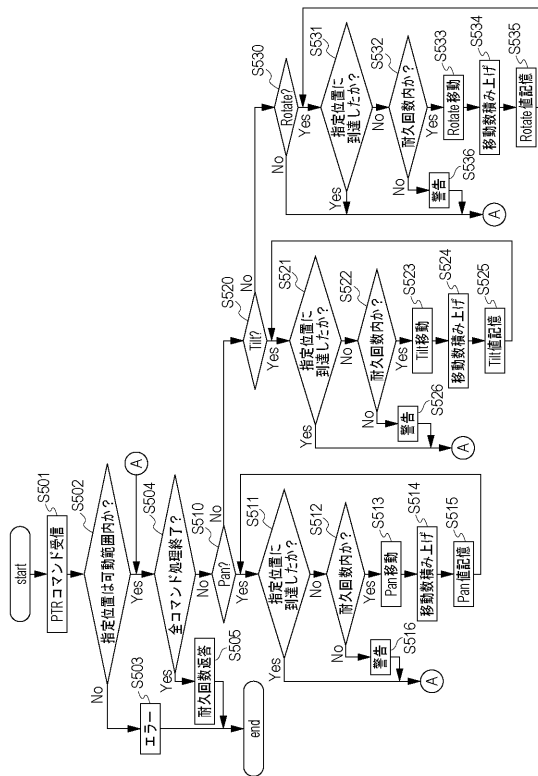 start
PTRコマンド受信
S501
指定位置は可動範囲内か?
S502
No
Yes
エラー
S503
A
全コマンド処理終了?
S504
Yes
No
耐久回数返答
S505
end
Pan?
S510
No
Yes
指定位置に
到達したか?
S511
Yes
No
耐久回数内か?
S512
No
Yes
警告
S516
Pan移動
S513
移動数積み上げ
S514
Pan値記憶
S515
A
Tilt?
S520
No
Yes
指定位置に
到達したか?
S521
Yes
No
耐久回数内か?
S522
No
Yes
警告
S526
Tilt移動
S523
移動数積み上げ
S524
Tilt値記憶
S525
A
Rotate?
S530
No
Yes
指定位置に
到達したか?
S531
Yes
No
耐久回数内か?
S532
No
Yes
警告
S536
Rotate移動
S533
移動数積み上げ
S534
Rotate値記憶
S535
A